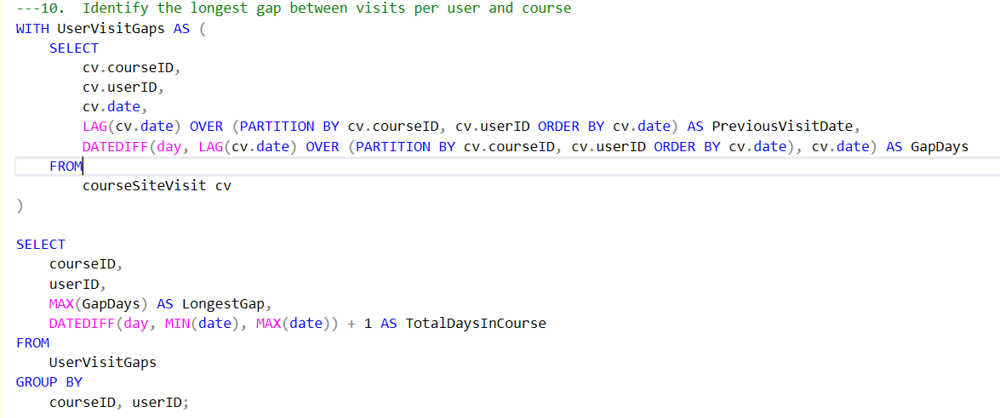 ---10.  Identify the longest gap between visits per user and course
WITH UserVisitGaps AS (
    SELECT
        cv.courseID,
        cv.userID,
        cv.date,
        LAG(cv.date) OVER (PARTITION BY cv.courseID, cv.userID ORDER BY cv.date) AS PreviousVisitDate,
        DATEDIFF(day, LAG(cv.date) OVER (PARTITION BY cv.courseID, cv.userID ORDER BY cv.date), cv.date) AS GapDays
    FROM
        courseSiteVisit cv
)
SELECT
    courseID,
    userID,
    MAX(GapDays) AS LongestGap,
    DATEDIFF(day, MIN(date), MAX(date)) + 1 AS TotalDaysInCourse
FROM
    UserVisitGaps
GROUP BY
    courseID, userID;